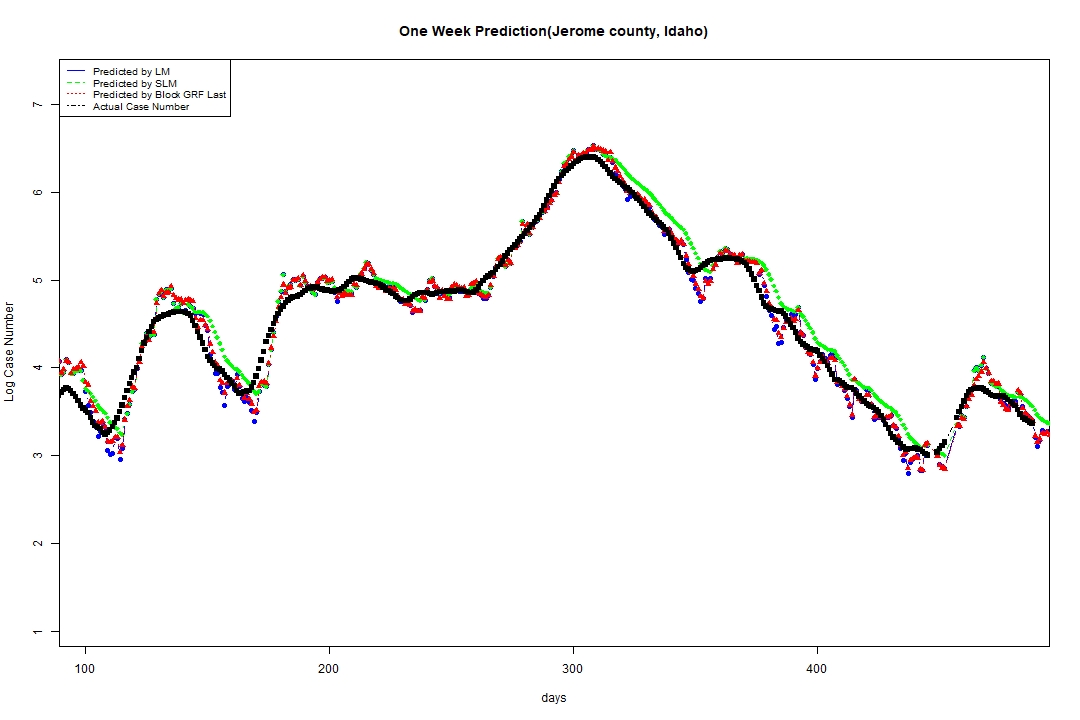 One Week Prediction(Jerome county, Idaho)
Predicted by LM
Predicted by SLM
Predicted by Block GRF Last
Actual Case Number
7
6
5
4
3
2
1
Log Case Number
100 200 300 400
days